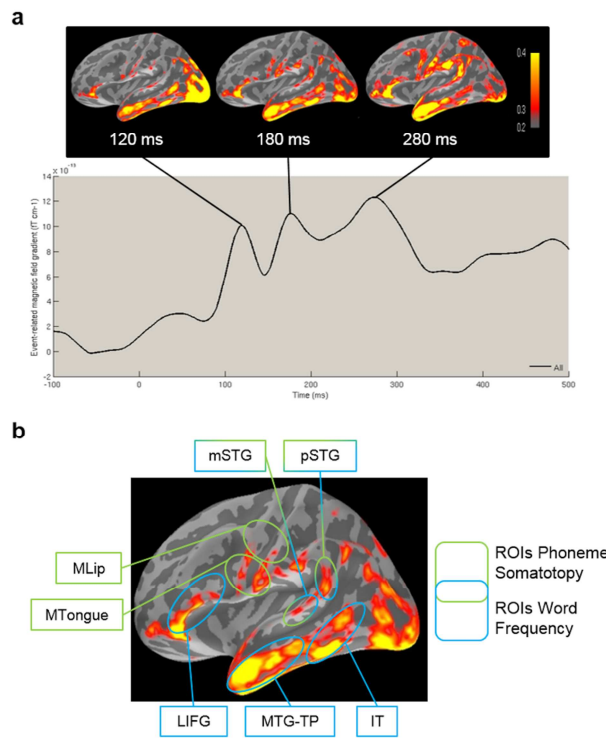 a
0.4
0.3
0.2
120 ms
180 ms
280 ms
x 10⁻¹³
14
12
10
8
6
4
2
0
-2
Event-related magnetic field gradient (fT cm-1)
All
-100
0
100
200
300
400
500
Time (ms)
b
mSTG
pSTG
MLip
MTongue
LIFG
MTG-TP
IT
ROIs Phoneme
Somatotopy
ROIs Word
Frequency